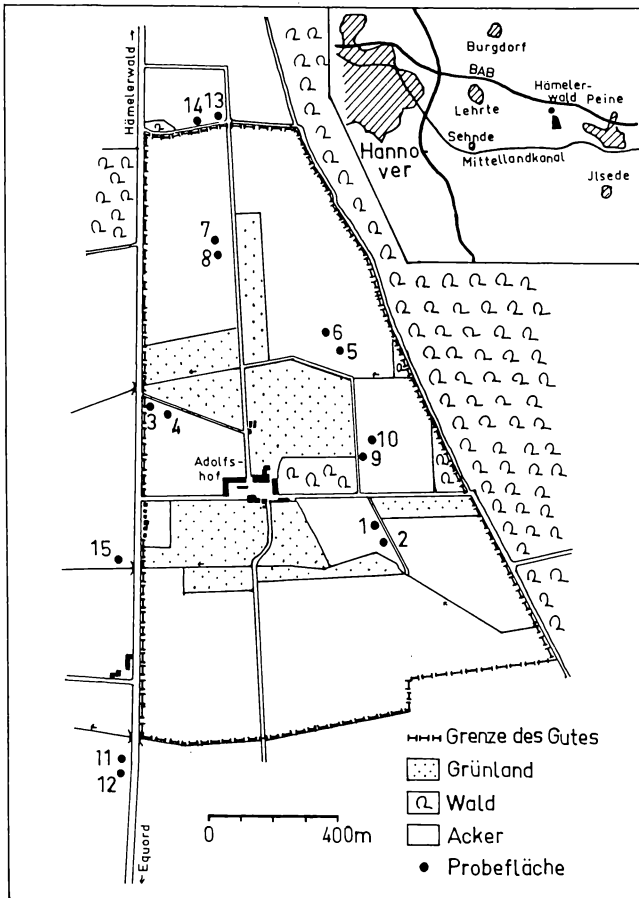 Hämelerwald
Burgdorf
BAB
Hämeler-
wald
Peine
Lehrte
Sehnde
Hanno-
ver
Mittellandkanal
Jlsede
14
13
7
8
6
5
3
4
10
9
Adolfs-
hof
1
2
15
11
12
Equord
Grenze des Gutes
Grünland
Wald
Acker
Probefläche
0
400m